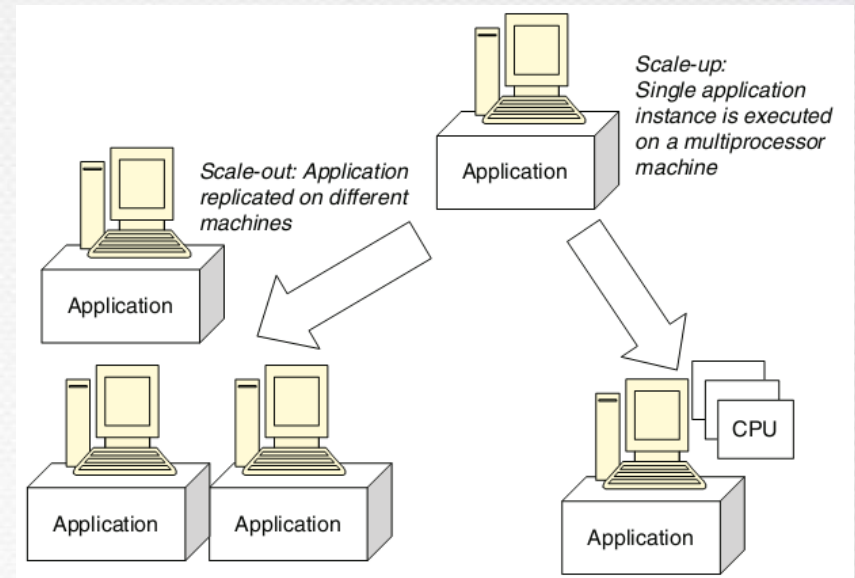 Scale-up:
Single application
instance is executed
on a multiprocessor
machine
Application
Scale-out: Application
replicated on different
machines
Application
Application
Application
CPU
Application